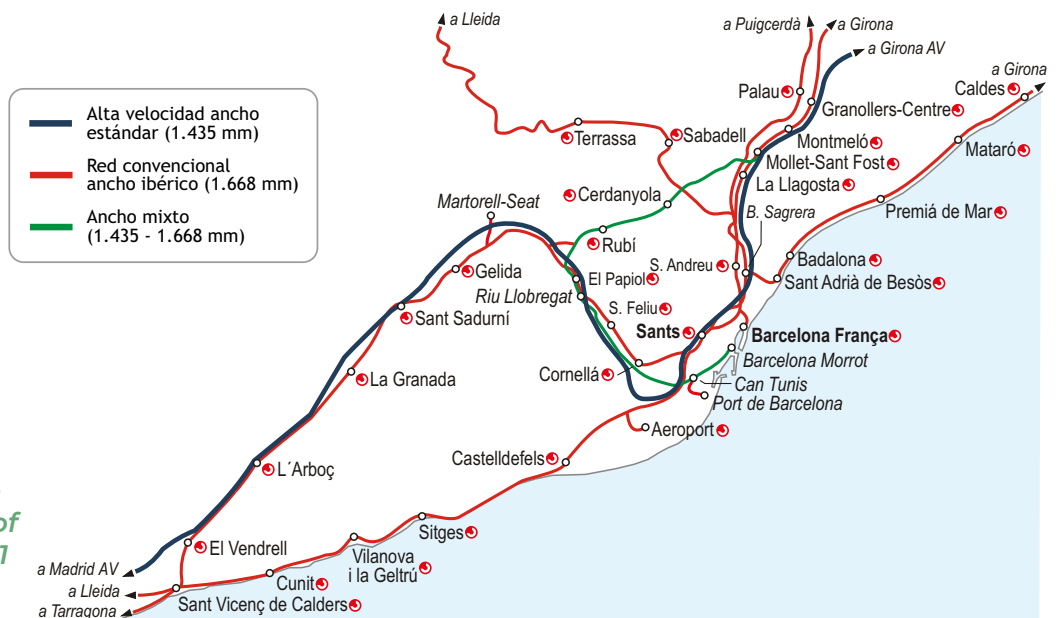 a Lleida
a Puigcerdà
a Girona
a Girona AV
a Girona
Alta velocidad ancho
estándar (1.435 mm)
Red convencional
ancho ibérico (1.668 mm)
Ancho mixto
(1.435 - 1.668 mm)
Palau
Caldes
Granollers-Centre
Terrassa
Sabadell
Montmeló
Mataró
Mollet-Sant Fost
La Llagosta
Cerdanyola
Martorell-Seat
B. Sagrera
Premiá de Mar
Rubí
Gelida
El Papiol
S. Andreu
Badalona
Riu Llobregat
Sant Adrià de Besòs
Sant Sadurní
S. Feliu
Sants
Barcelona França
Barcelona Morrot
La Granada
Cornellá
Can Tunis
Port de Barcelona
Aeroport
L´Arboç
Castelldefels
of
1
El Vendrell
Sitges
a Madrid AV
Vilanova
i la Geltrú
a Lleida
Cunit
a Tarragona
Sant Vicenç de Calders